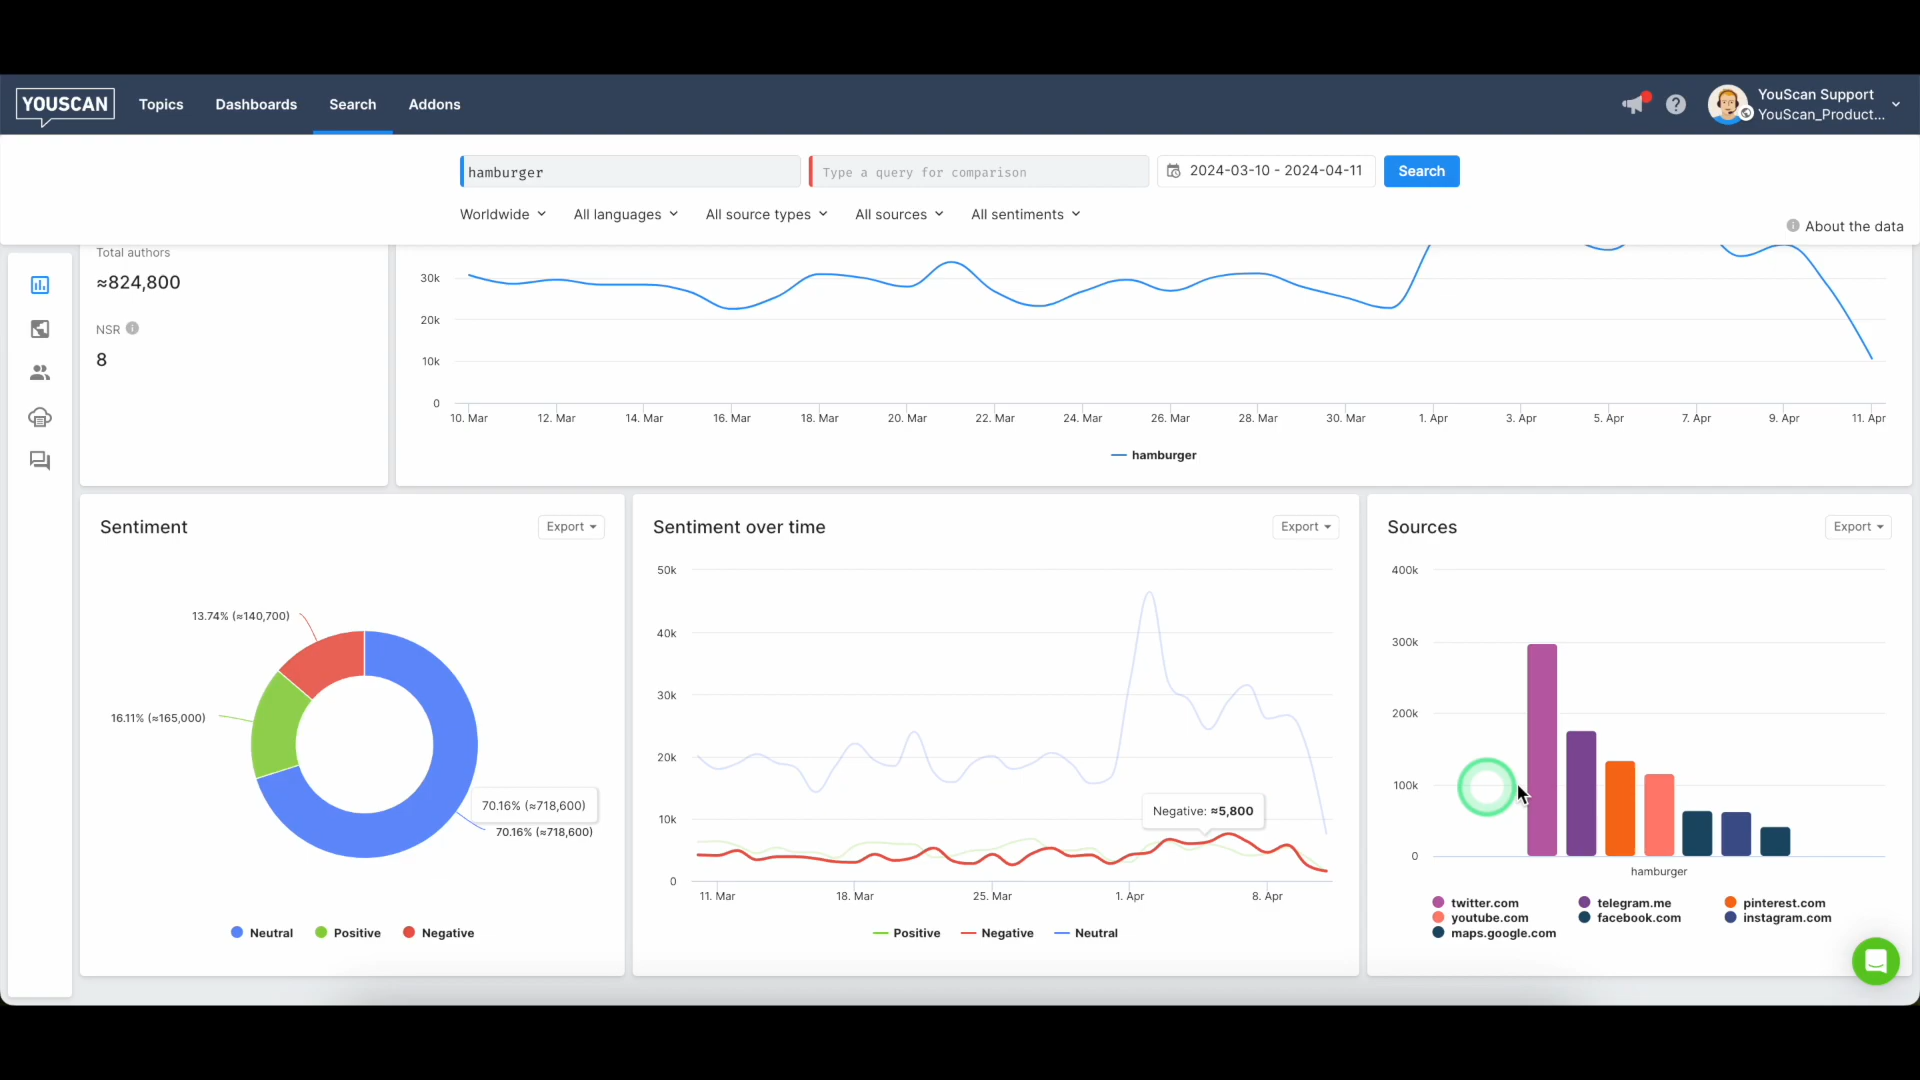 YOUSCAN
Topics
Dashboards
Search
Addons
YouScan Support
YouScan_Product...
hamburger
Type a query for comparison
2024-03-10 - 2024-04-11
Search
Worldwide
All languages
All source types
All sources
All sentiments
About the data
Total authors
≈824,800
NSR
8
30k
20k
10k
0
10. Mar
12. Mar
14. Mar
16. Mar
18. Mar
20. Mar
22. Mar
24. Mar
26. Mar
28. Mar
30. Mar
1. Apr
3. Apr
5. Apr
7. Apr
9. Apr
11. Apr
hamburger
Sentiment
Export
13.74% (≈140,700)
16.11% (≈165,000)
70.16% (≈718,600)
70.16% (≈718,600)
Neutral
Positive
Negative
Sentiment over time
Export
50k
40k
30k
20k
10k
0
Negative: ≈5,800
11. Mar
18. Mar
25. Mar
1. Apr
8. Apr
Positive
Negative
Neutral
Sources
Export
400k
300k
200k
100k
0
hamburger
twitter.com
telegram.me
pinterest.com
youtube.com
facebook.com
instagram.com
maps.google.com